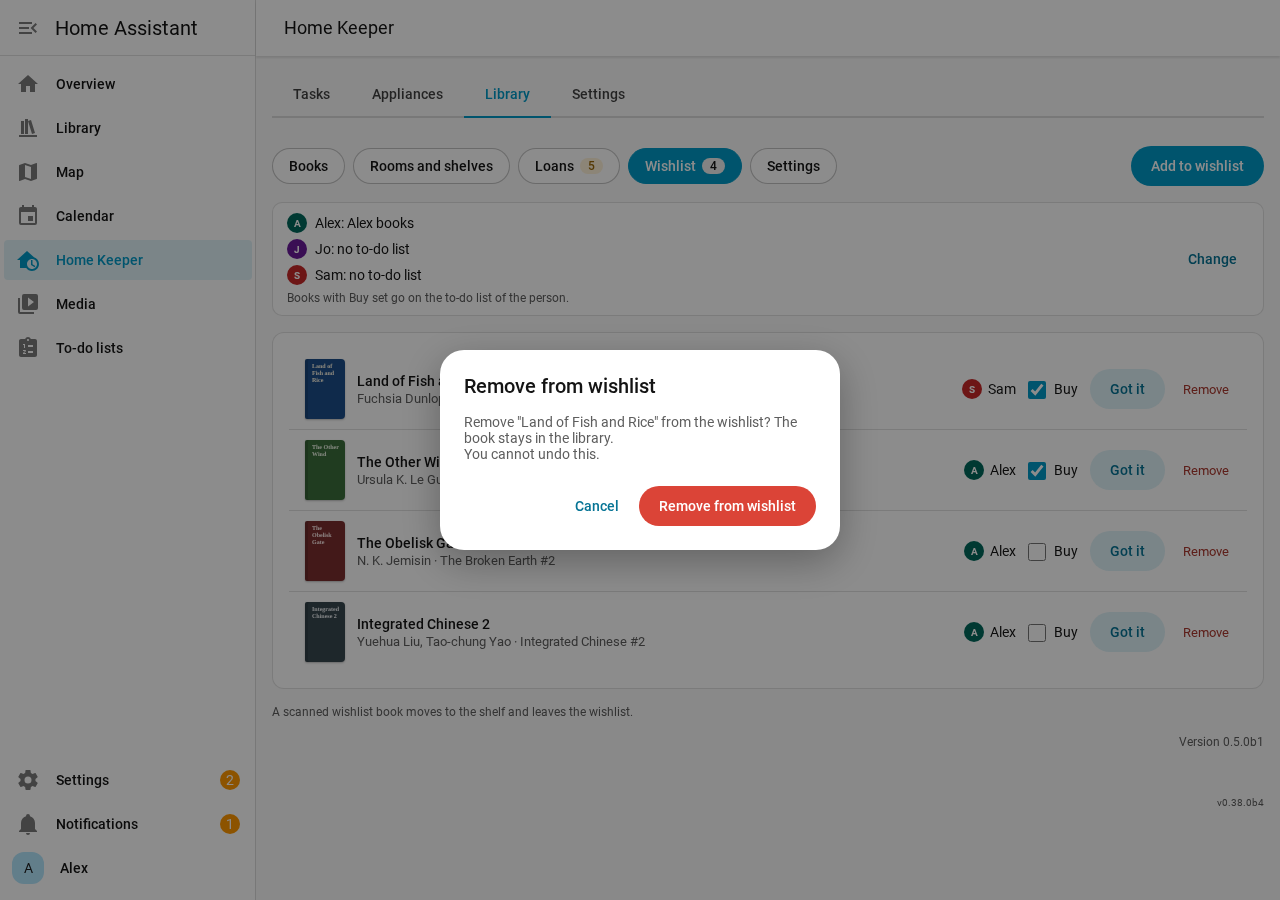 Home Assistant
Home Keeper
Overview
Library
Map
Calendar
Home Keeper
Media
To-do lists
Settings 2
Notifications 1
A Alex
Tasks Appliances Library Settings
Books Rooms and shelves Loans 5 Wishlist 4 Settings Add to wishlist
A Alex: Alex books
J Jo: no to-do list
S Sam: no to-do list
Books with Buy set go on the to-do list of the person.
Change
Land of
Fish and
Rice
Land of Fish
Fuchsia Dunlop
S Sam Buy Got it Remove
The Other
Wind
The Other Wi
Ursula K. Le Gu
A Alex Buy Got it Remove
The
Obelisk
Gate
The Obelisk Ga
N. K. Jemisin · The Broken Earth #2
A Alex Buy Got it Remove
Integrated
Chinese 2
Integrated Chinese 2
Yuehua Liu, Tao-chung Yao · Integrated Chinese #2
A Alex Buy Got it Remove
Remove from wishlist
Remove "Land of Fish and Rice" from the wishlist? The
book stays in the library.
You cannot undo this.
Cancel Remove from wishlist
A scanned wishlist book moves to the shelf and leaves the wishlist.
Version 0.5.0b1
v0.38.0b4